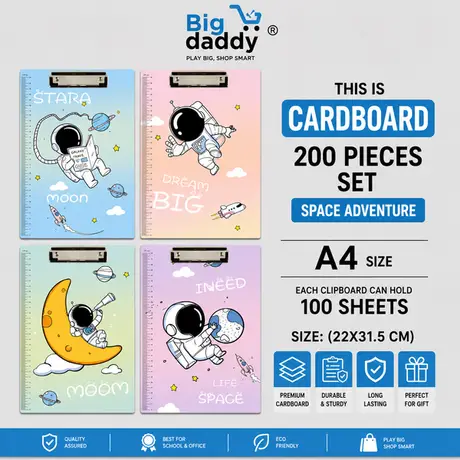 Big
daddy ®
PLAY BIG, SHOP SMART
STARA
moon
DREAM
BIG
MOOM
INEED
LIFE
SPACE
THIS IS
CARDBOARD
200 PIECES
SET
SPACE ADVENTURE
A4 SIZE
EACH CLIPBOARD CAN HOLD
100 SHEETS
SIZE: (22X31.5 CM)
PREMIUM
CARDBOARD
DURABLE
& STURDY
LONG
LASTING
PERFECT
FOR GIFT
QUALITY
ASSURED
BEST FOR
SCHOOL & OFFICE
ECO
FRIENDLY
PLAY BIG
SHOP SMART